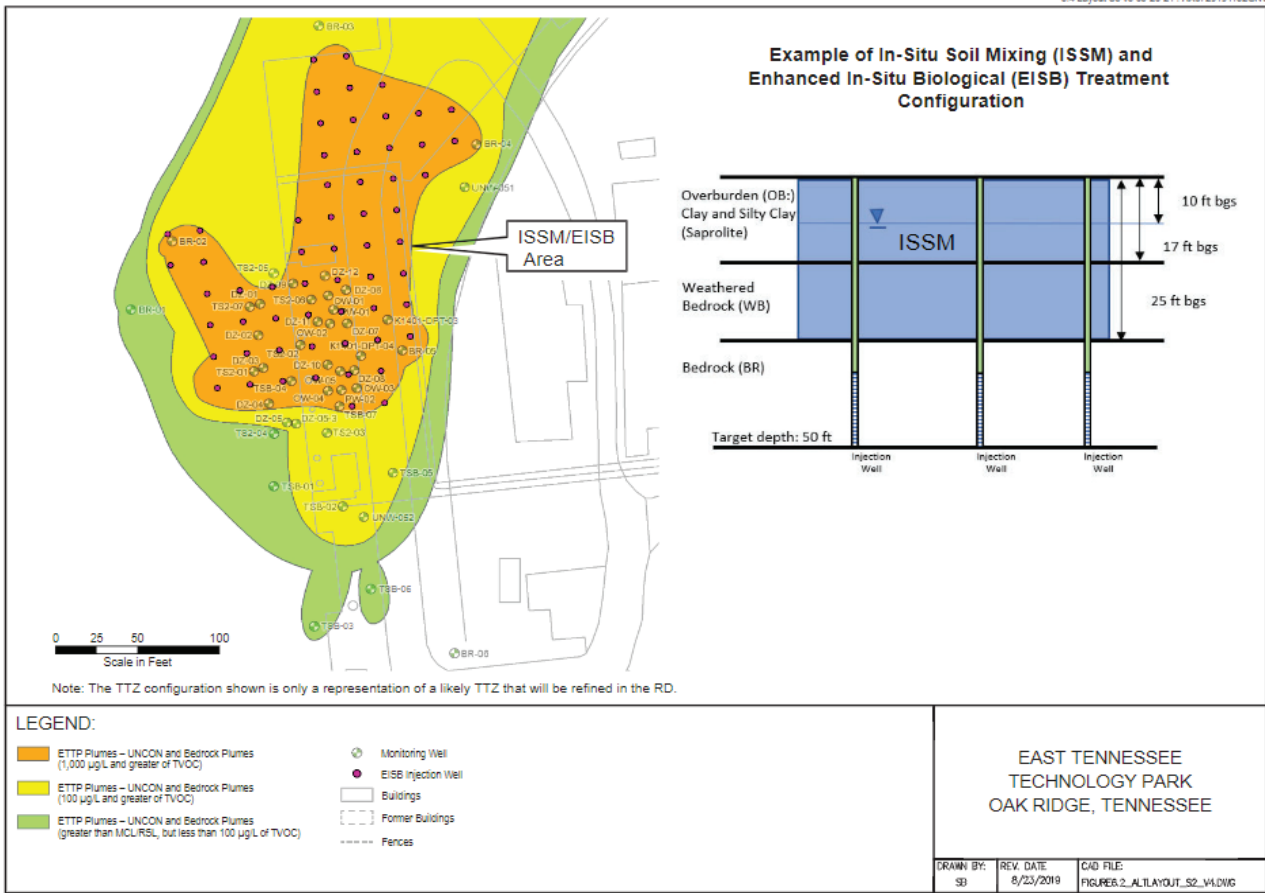 Example of In-Situ Soil Mixing (ISSM) and
Enhanced In-Situ Biological (EISB) Treatment
Configuration
BR-03
BR-04
UNW-051
ISSM/EISB
Area
BR-02
TS2-05
DZ-12
DZ-08
DZ-01
TS2-07
TS2-06
OW-01
BR-01
K1401-DPT-03
DZ-11
DZ-07
DZ-02
OW-02
K1401-DPT-04
TS2-02
BR-05
DZ-03
TS2-01
DZ-10
TSB-04
OW-05
OW-03
DZ-04
OW-04
PW-02
TSB-07
DZ-05
DZ-05-3
TS2-04
TS2-03
TSB-05
TSB-01
TSB-02
UNW-052
TSB-06
TSB-03
BR-06
Overburden (OB:)
Clay and Silty Clay
(Saprolite)
ISSM
10 ft bgs
17 ft bgs
25 ft bgs
Weathered
Bedrock (WB)
Bedrock (BR)
Target depth: 50 ft
Injection
Well
Injection
Well
Injection
Well
0 25 50 100
Scale in Feet
Note: The TTZ configuration shown is only a representation of a likely TTZ that will be refined in the RD.
LEGEND:
ETTP Plumes – UNCON and Bedrock Plumes
(1,000 µg/L and greater of TVOC)
ETTP Plumes – UNCON and Bedrock Plumes
(100 µg/L and greater of TVOC)
ETTP Plumes – UNCON and Bedrock Plumes
(greater than MCL/RSL, but less than 100 µg/L of TVOC)
Monitoring Well
EISB Injection Well
Buildings
Former Buildings
Fences
EAST TENNESSEE
TECHNOLOGY PARK
OAK RIDGE, TENNESSEE
DRAWN BY:
SB
REV. DATE
8/23/2019
CAD FILE:
FIGURE6.2_ALTLAYOUT_S2_V4.DWG